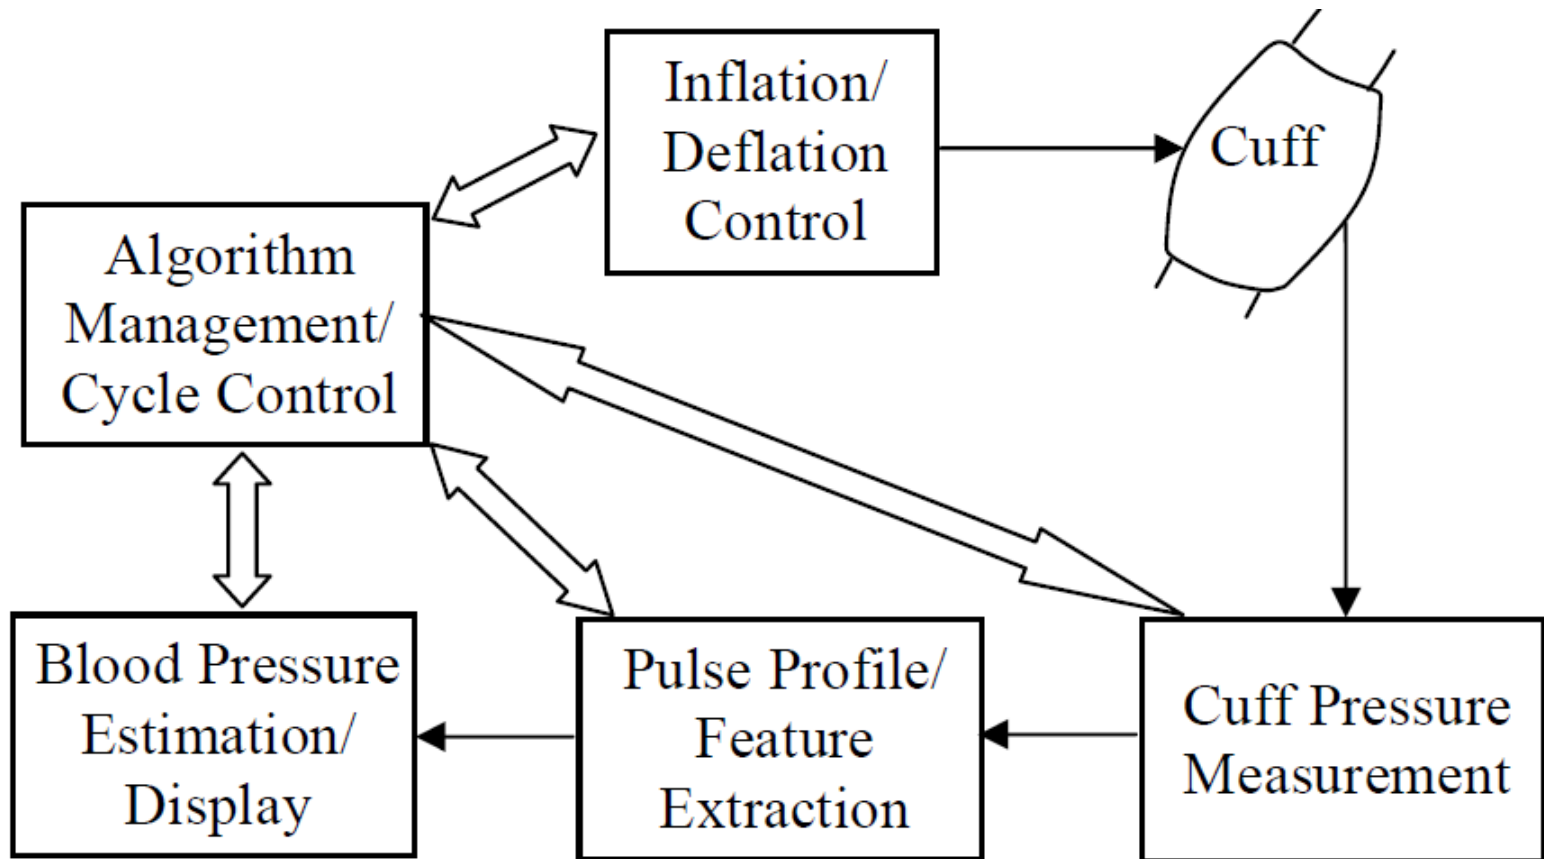 Inflation/
Deflation
Control
Cuff
Algorithm
Management/
Cycle Control
Blood Pressure
Estimation/
Display
Pulse Profile/
Feature
Extraction
Cuff Pressure
Measurement